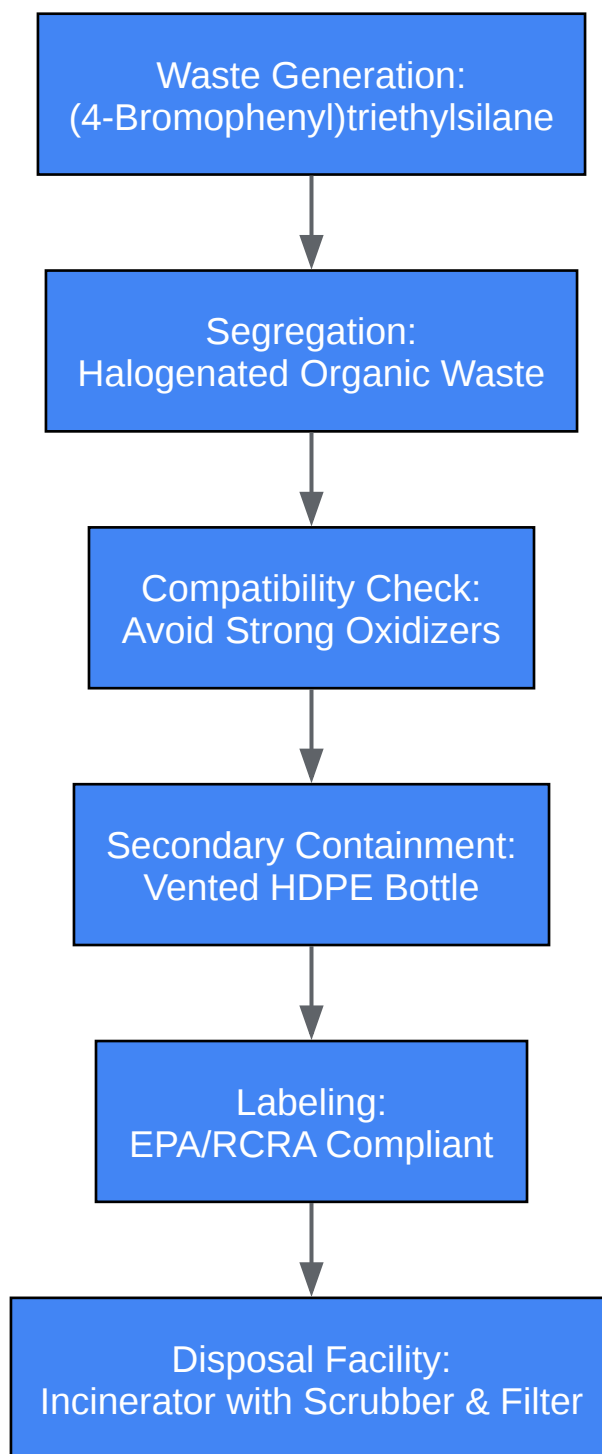 Waste Generation:
(4-Bromophenyl)triethylsilane
Segregation:
Halogenated Organic Waste
Compatibility Check:
Avoid Strong Oxidizers
Secondary Containment:
Vented HDPE Bottle
Labeling:
EPA/RCRA Compliant
Disposal Facility:
Incinerator with Scrubber & Filter